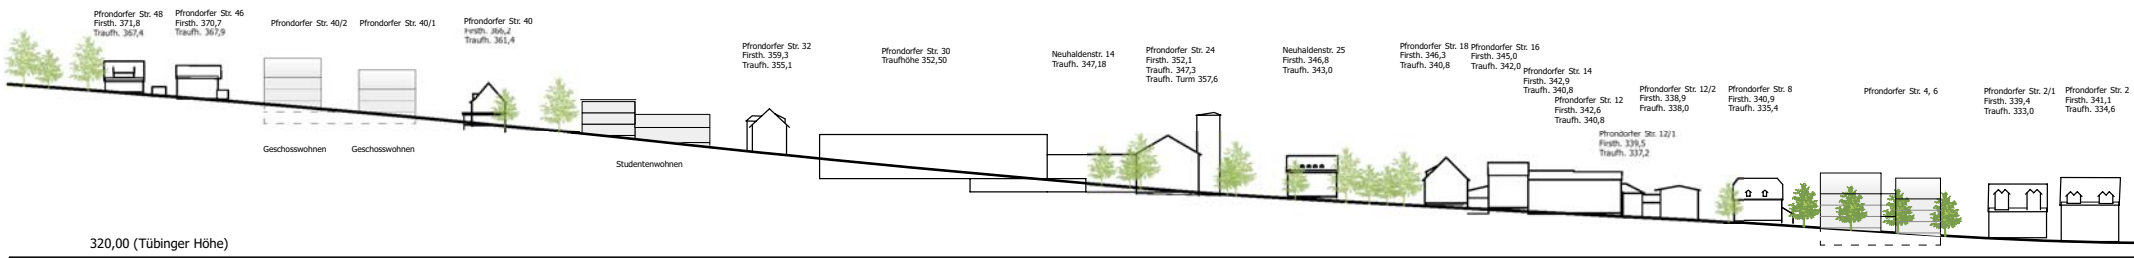 Pfrondorfer Str. 48
Firsth. 371,8
Traufh. 367,4
Pfrondorfer Str. 46
Firsth. 370,7
Traufh. 367,9
Pfrondorfer Str. 40/2
Pfrondorfer Str. 40/1
Pfrondorfer Str. 40
Firsth. 366,2
Traufh. 361,4
Pfrondorfer Str. 32
Firsth. 359,3
Traufh. 355,1
Pfrondorfer Str. 30
Traufhöhe 352,50
Neuhaldenstr. 14
Traufh. 347,18
Pfrondorfer Str. 24
Firsth. 352,1
Traufh. 347,3
Traufh. Turm 357,6
Neuhaldenstr. 25
Firsth. 346,8
Traufh. 343,0
Pfrondorfer Str. 18
Firsth. 346,3
Traufh. 340,8
Pfrondorfer Str. 16
Firsth. 345,0
Traufh. 342,0
Pfrondorfer Str. 14
Firsth. 342,9
Traufh. 340,8
Pfrondorfer Str. 12
Firsth. 342,6
Traufh. 340,8
Pfrondorfer Str. 12/1
Firsth. 339,5
Traufh. 337,2
Pfrondorfer Str. 12/2
Firsth. 338,9
Fraufh. 338,0
Pfrondorfer Str. 8
Firsth. 340,9
Traufh. 335,4
Pfrondorfer Str. 4, 6
Pfrondorfer Str. 2/1
Firsth. 339,4
Traufh. 333,0
Pfrondorfer Str. 2
Firsth. 341,1
Traufh. 334,6
Geschosswohnen
Geschosswohnen
Studentenwohnen
320,00 (Tübinger Höhe)